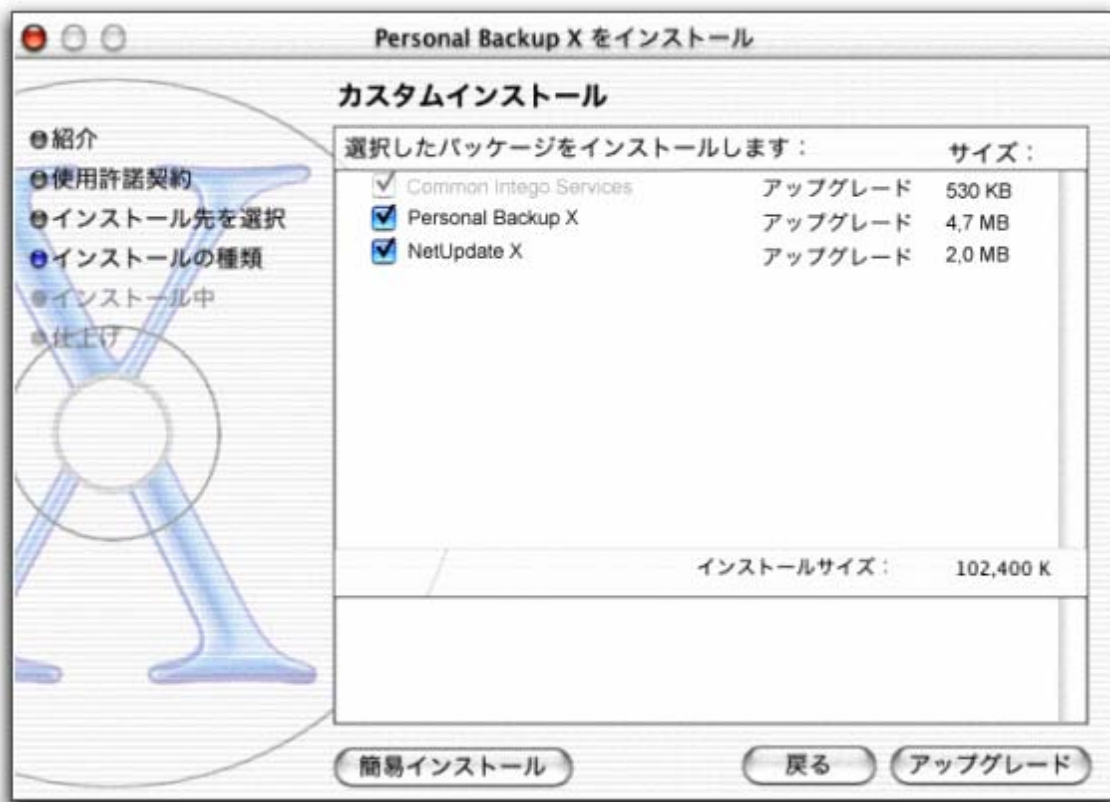 Personal Backup X をインストール
カスタムインストール
紹介
使用許諾契約
インストール先を選択
インストールの種類
インストール中
仕上げ
選択したパッケージをインストールします： サイズ：
Common Intego Services アップグレード 530 KB
Personal Backup X アップグレード 4,7 MB
NetUpdate X アップグレード 2,0 MB
インストールサイズ： 102,400 K
簡易インストール 戻る アップグレード